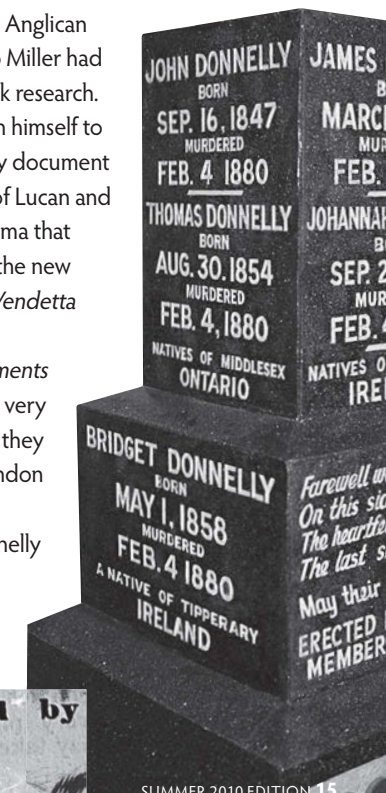 Anglican
Miller had
k research.
n himself to
y document
of Lucan and
ma that
the new
Vendetta
ments
very
they
ndon
nelly
JOHN DONNELLY
BORN
SEP. 16, 1847
MURDERED
FEB. 4 1880
THOMAS DONNELLY
BORN
AUG. 30. 1854
MURDERED
FEB. 4, 1880
NATIVES OF MIDDLESEX
ONTARIO
JAMES
B
MARC
MUR
FEB.
JOHANNA
B
SEP. 2
MUR
FEB. 4
NATIVES O
IRE
BRIDGET DONNELLY
BORN
MAY 1, 1858
MURDERED
FEB. 4 1880
A NATIVE OF TIPPERARY
IRELAND
Farewell
On this
The
The last
May their
ERECTED
MEMBER
by
SUMMER 2010 EDITION 15